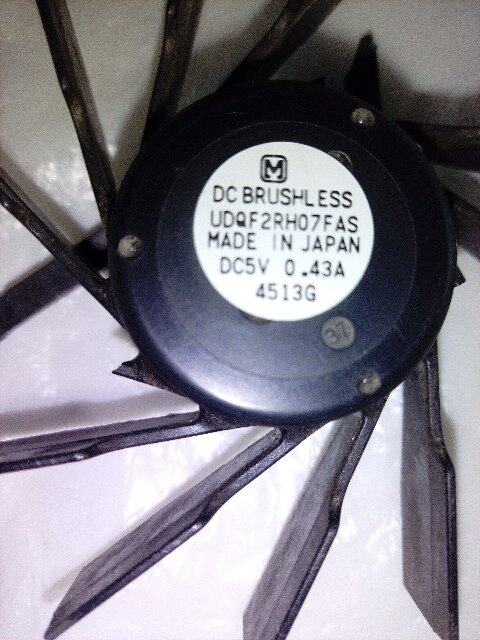 M
DC BRUSHLESS
UDQF2RH07FAS
MADE IN JAPAN
DC5V 0.43A
4513G
37